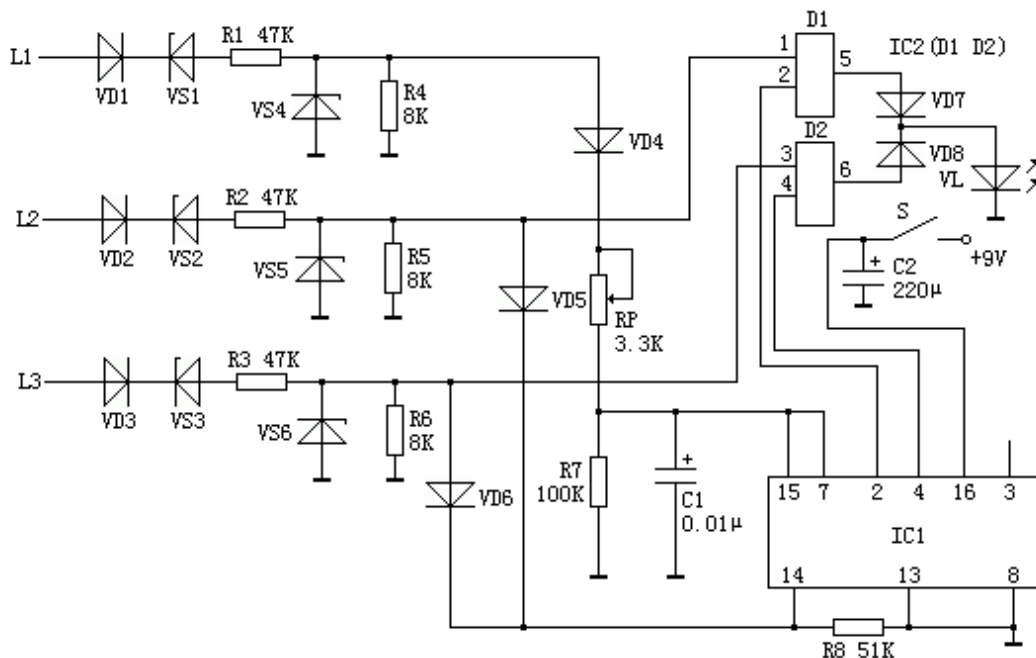 D1
R1 47K
1
5
IC2(D1 D2)
L1
2
VD1
VS1
VS4
R4
8K
VD7
D2
VD4
3
6
VD8
4
VL
R2 47K
L2
S
VD2
VS2
VS5
R5
8K
+
C2
220μ
+9V
VD5
RP
3.3K
R3 47K
L3
VD3
VS3
VS6
R6
8K
R7
100K
+
C1
0.01μ
VD6
15 7 2 4 16 3
IC1
14 13 8
R8 51K